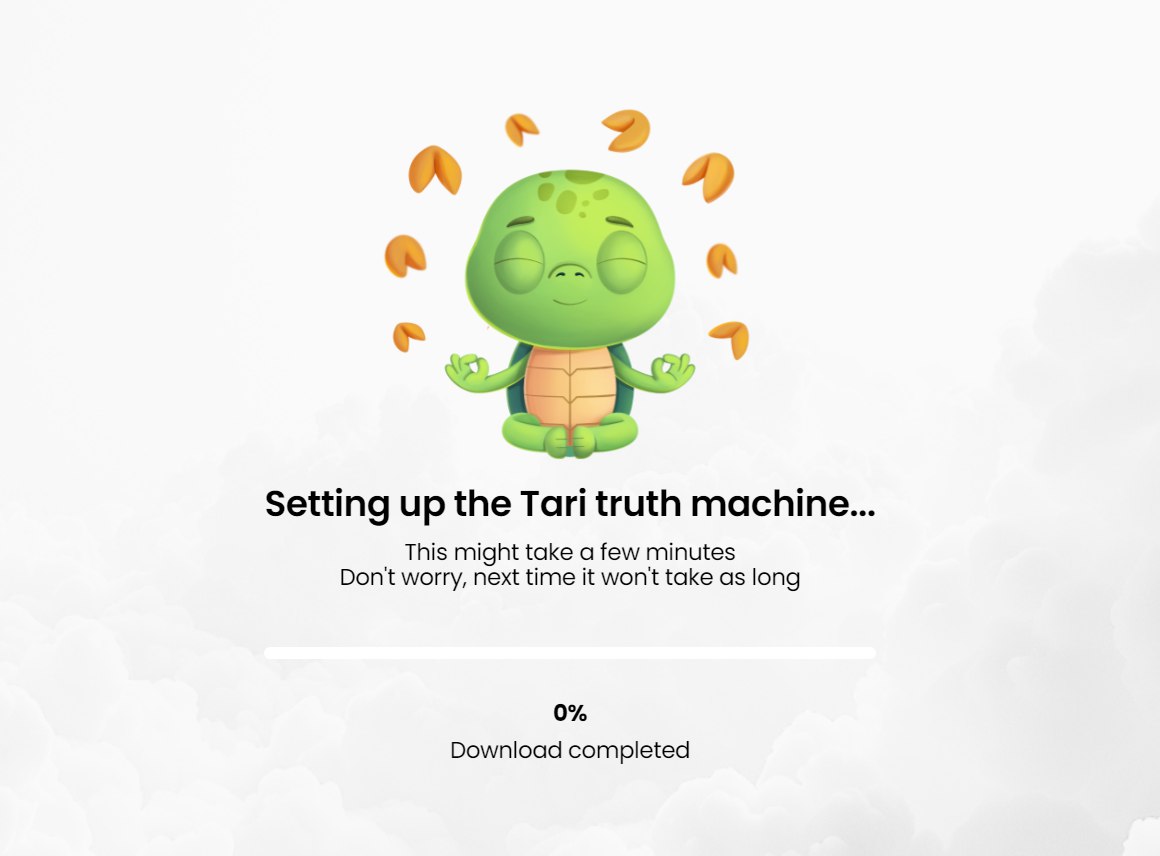 Setting up the Tari truth machine...
This might take a few minutes
Don't worry, next time it won't take as long
0%
Download completed